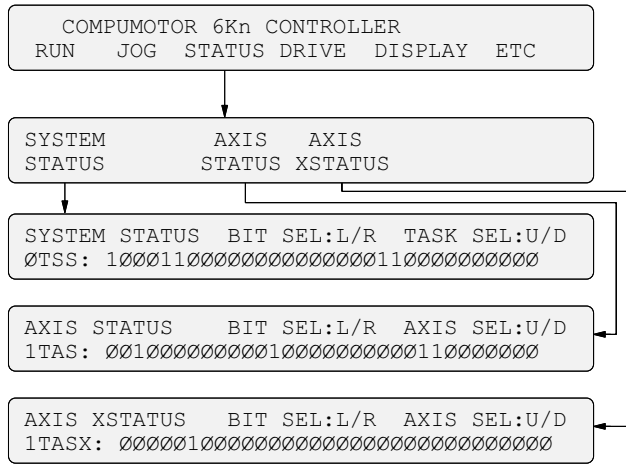 COMPUMOTOR 6Kn CONTROLLER
RUN JOG STATUS DRIVE DISPLAY ETC
SYSTEM AXIS AXIS
STATUS STATUS XSTATUS
SYSTEM STATUS BIT SEL:L/R TASK SEL:U/D
ØTSS: 1ØØØ11ØØØØØØØØØØØØØØ11ØØØØØØØØØØ
AXIS STATUS BIT SEL:L/R AXIS SEL:U/D
1TAS: ØØ1ØØØØØØØØØ1ØØØØØØØØØØ11ØØØØØØØ
AXIS XSTATUS BIT SEL:L/R AXIS SEL:U/D
1TASX: ØØØØØ1ØØØØØØØØØØØØØØØØØØØØØØØØØØ